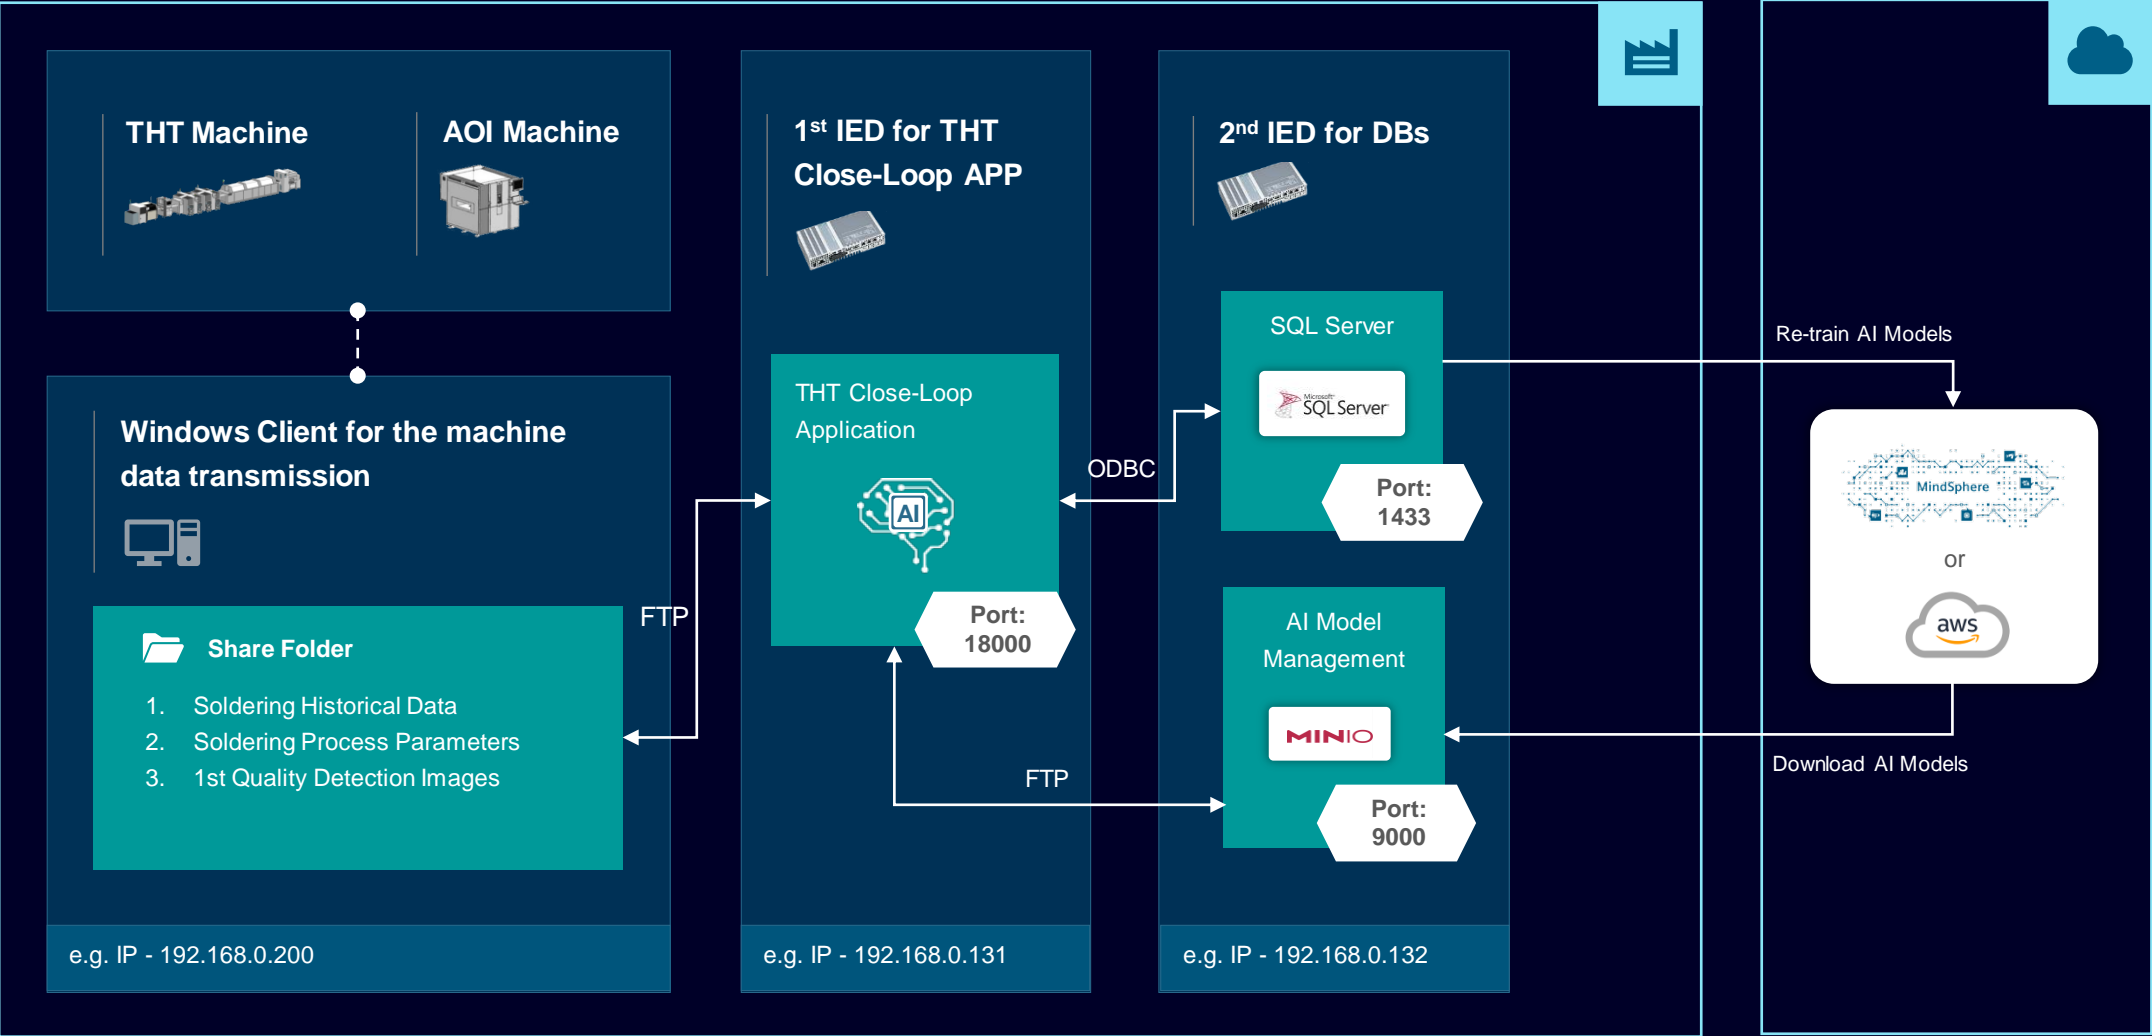 THT Machine
AOI Machine
Windows Client for the machine
data transmission
Share Folder
1. Soldering Historical Data
2. Soldering Process Parameters
3. 1st Quality Detection Images
e.g. IP - 192.168.0.200
FTP
1st IED for THT
Close-Loop APP
THT Close-Loop
Application
AI
Port:
18000
FTP
e.g. IP - 192.168.0.131
ODBC
2nd IED for DBs
SQL Server
Microsoft
SQL Server
Port:
1433
AI Model
Management
MINIO
Port:
9000
e.g. IP - 192.168.0.132
Re-train AI Models
MindSphere
or
aws
Download AI Models